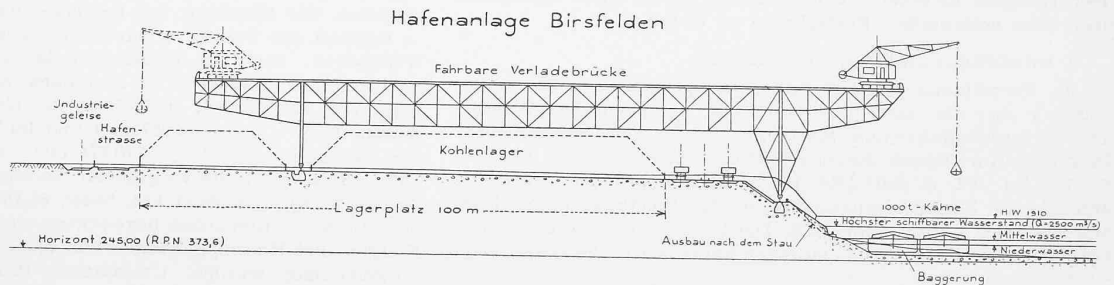 Hafenanlage Birsfelden
Fahrbare Verladebrücke
Jndustrie-
geleise
Hafen-
strasse
Kohlenlager
Lagerplatz 100 m
1000 t - Kähne
H.W 1910
Höchster schiffbarer Wasserstand (Q=2500 m³/s)
Ausbau nach dem Stau
Mittelwasser
Niederwasser
Horizont 245,00 (R.P.N. 373,6)
Baggerung